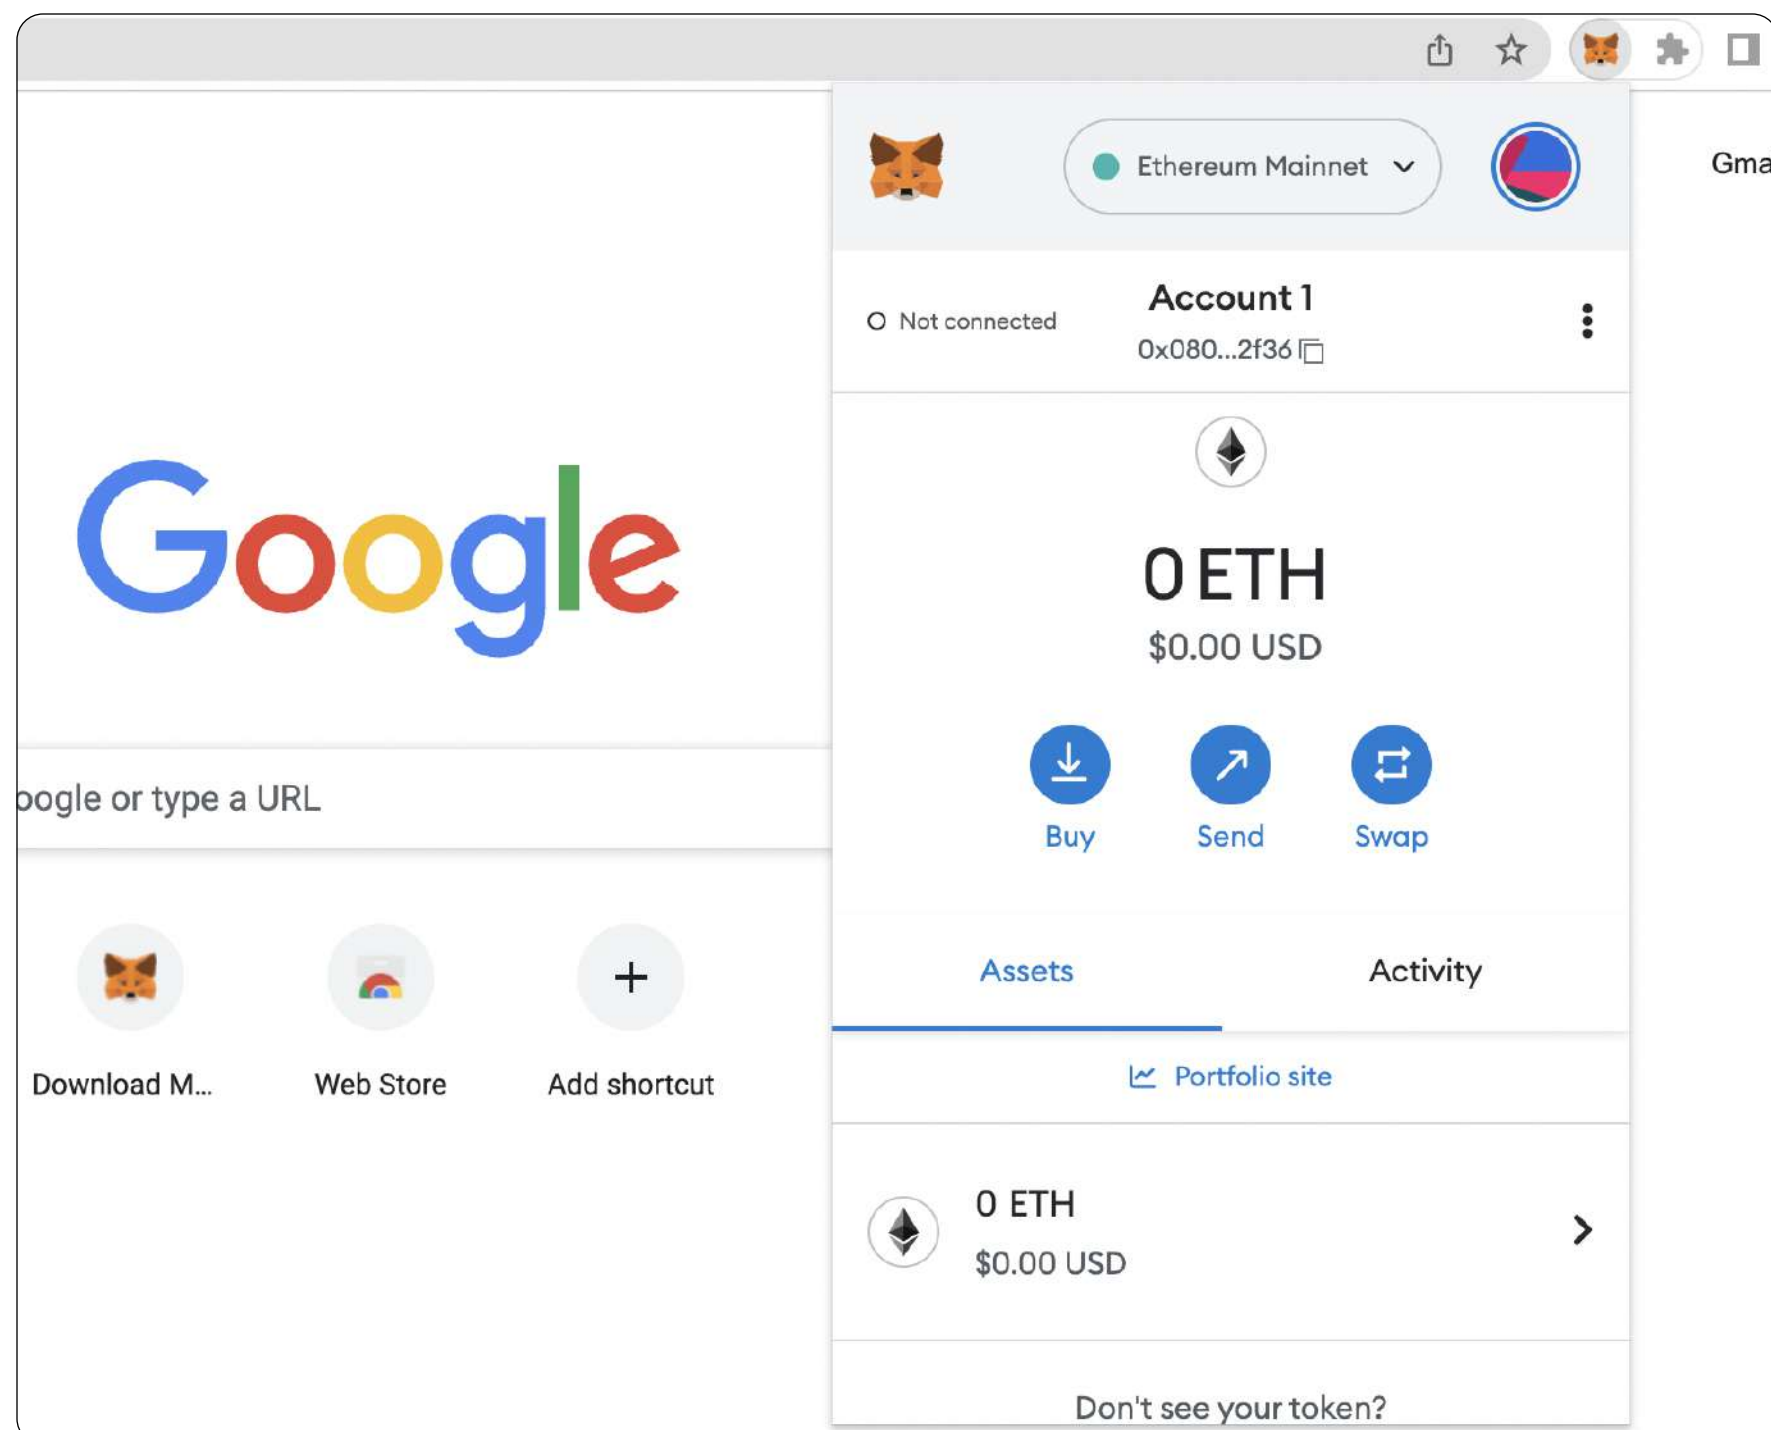 Gma
Ethereum Mainnet
Not connected
Account 1
0x080...2f36
Google
0 ETH
$0.00 USD
oogle or type a URL
Buy
Send
Swap
Assets
Activity
Download M...
Web Store
Add shortcut
Portfolio site
0 ETH
$0.00 USD
Don't see your token?